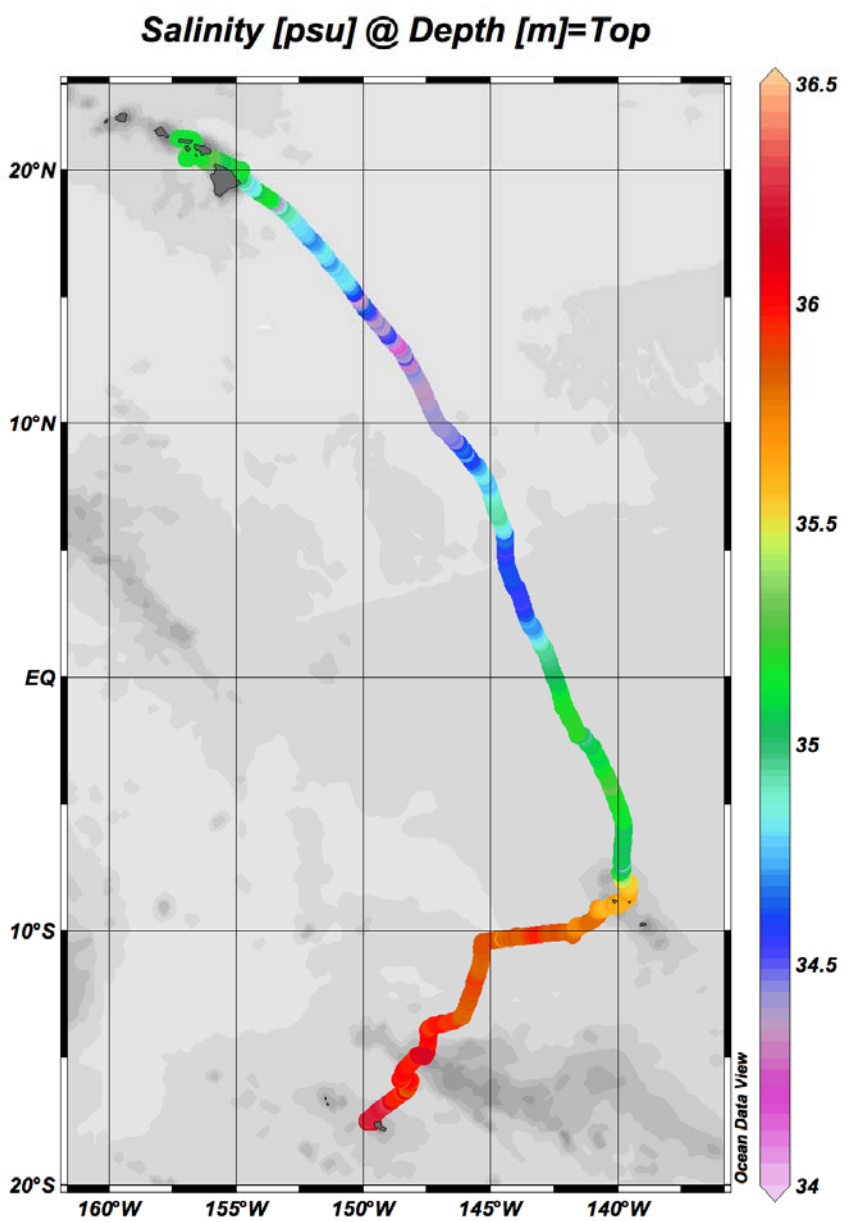 Salinity [psu] @ Depth [m]=Top
36.5
20°N
36
10°N
35.5
EQ
35
10°S
34.5
Ocean Data View
20°S
34
160°W
155°W
150°W
145°W
140°W